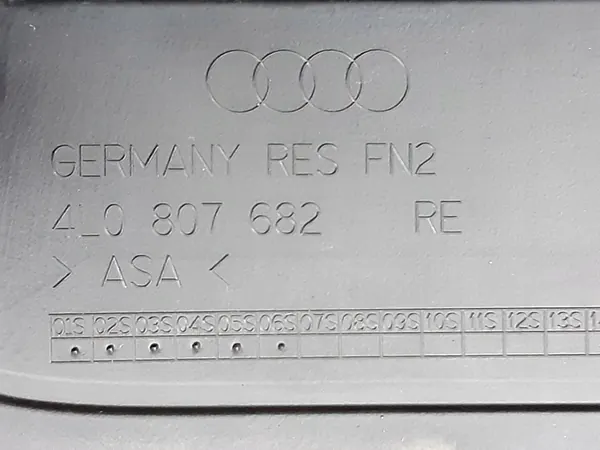 GERMANY RES FN2
4L0 807 682 RE
> ASA <
01S 02S 03S 04S 05S 06S 07S 08S 09S 10S 11S 12S 13S